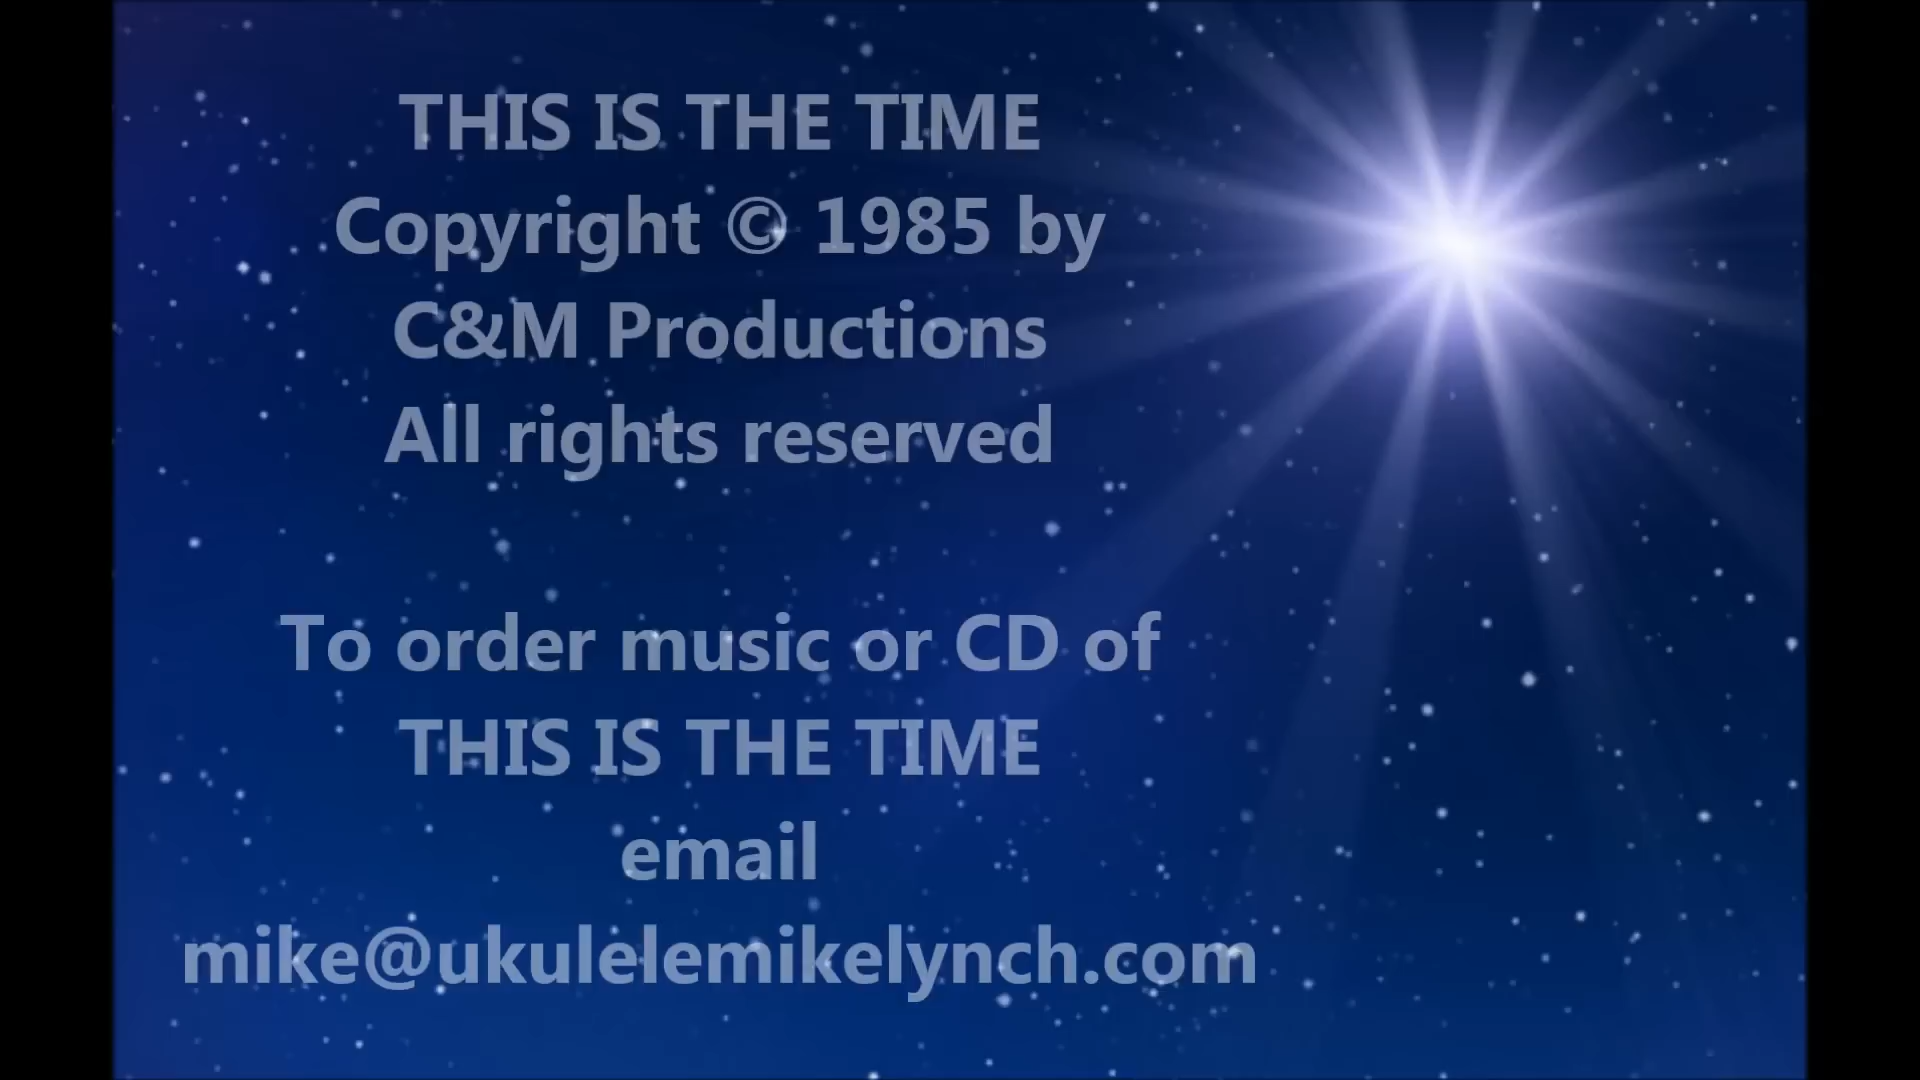 THIS IS THE TIME
Copyright © 1985 by
C&M Productions
All rights reserved
To order music or CD of
THIS IS THE TIME
email
mike@ukulelemikelynch.com